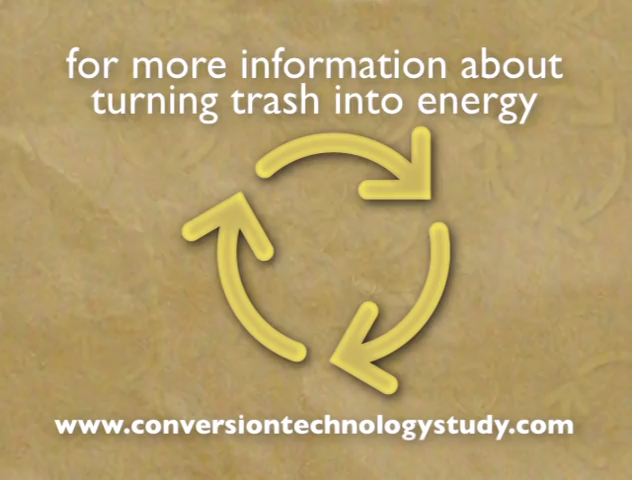 for more information about
turning trash into energy
www.conversiontechnologystudy.com